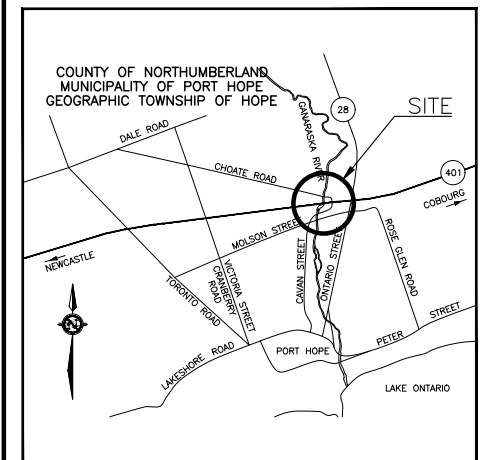 COUNTY OF NORTHUMBERLAND
MUNICIPALITY OF PORT HOPE
GEOGRAPHIC TOWNSHIP OF HOPE
28
SITE
DALE ROAD
GANARASKA RIVER
CHOATE ROAD
401
COBOURG
MOLSON STREET
NEWCASTLE
TORONTO ROAD
VICTORIA STREET
CRANBERRY
ROAD
CAVAN STREET
ONTARIO STREET
ROSE GLEN ROAD
N
LAKESHORE ROAD
PORT HOPE
PETER STREET
LAKE ONTARIO